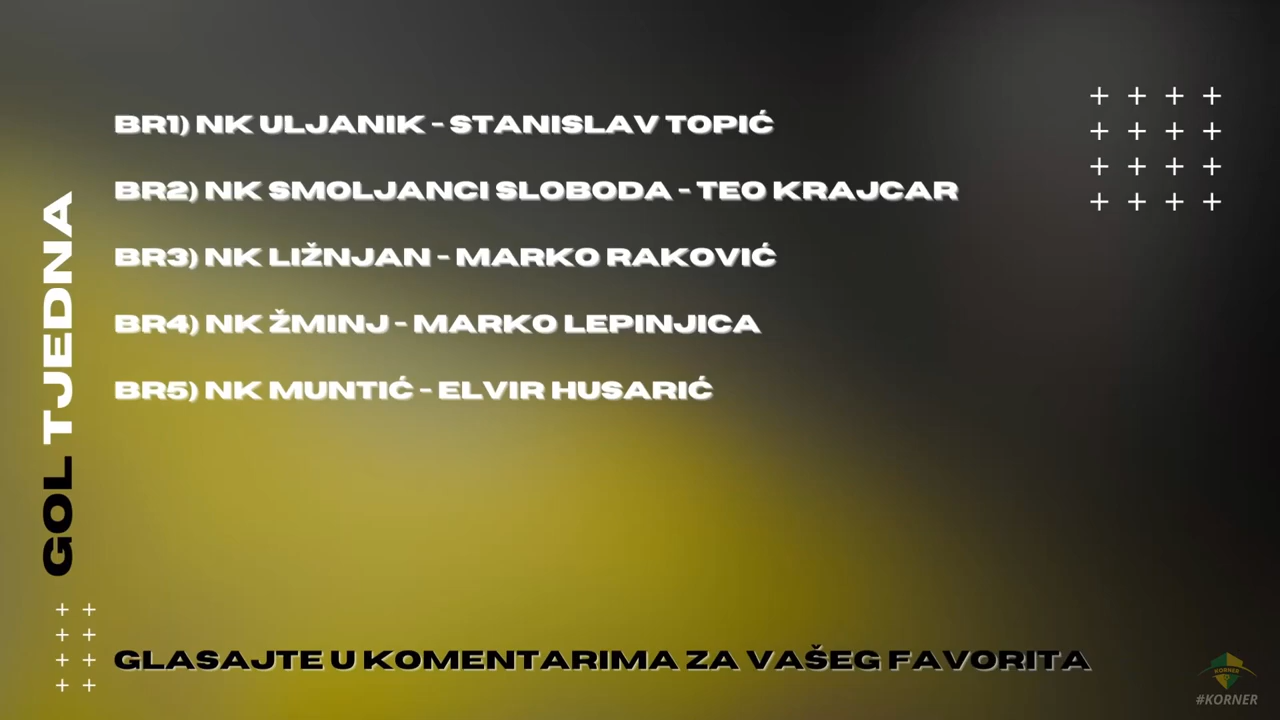 BR1) NK ULJANIK - STANISLAV TOPIĆ
BR2) NK SMOLJANCI SLOBODA - TEO KRAJCAR
BR3) NK LIŽNJAN - MARKO RAKOVIĆ
BR4) NK ŽMINJ - MARKO LEPINJICA
BR5) NK MUNTIĆ - ELVIR HUSARIĆ
GOL TJEDNA
GLASAJTE U KOMENTARIMA ZA VAŠEG FAVORITA
KORNER
#KORNER